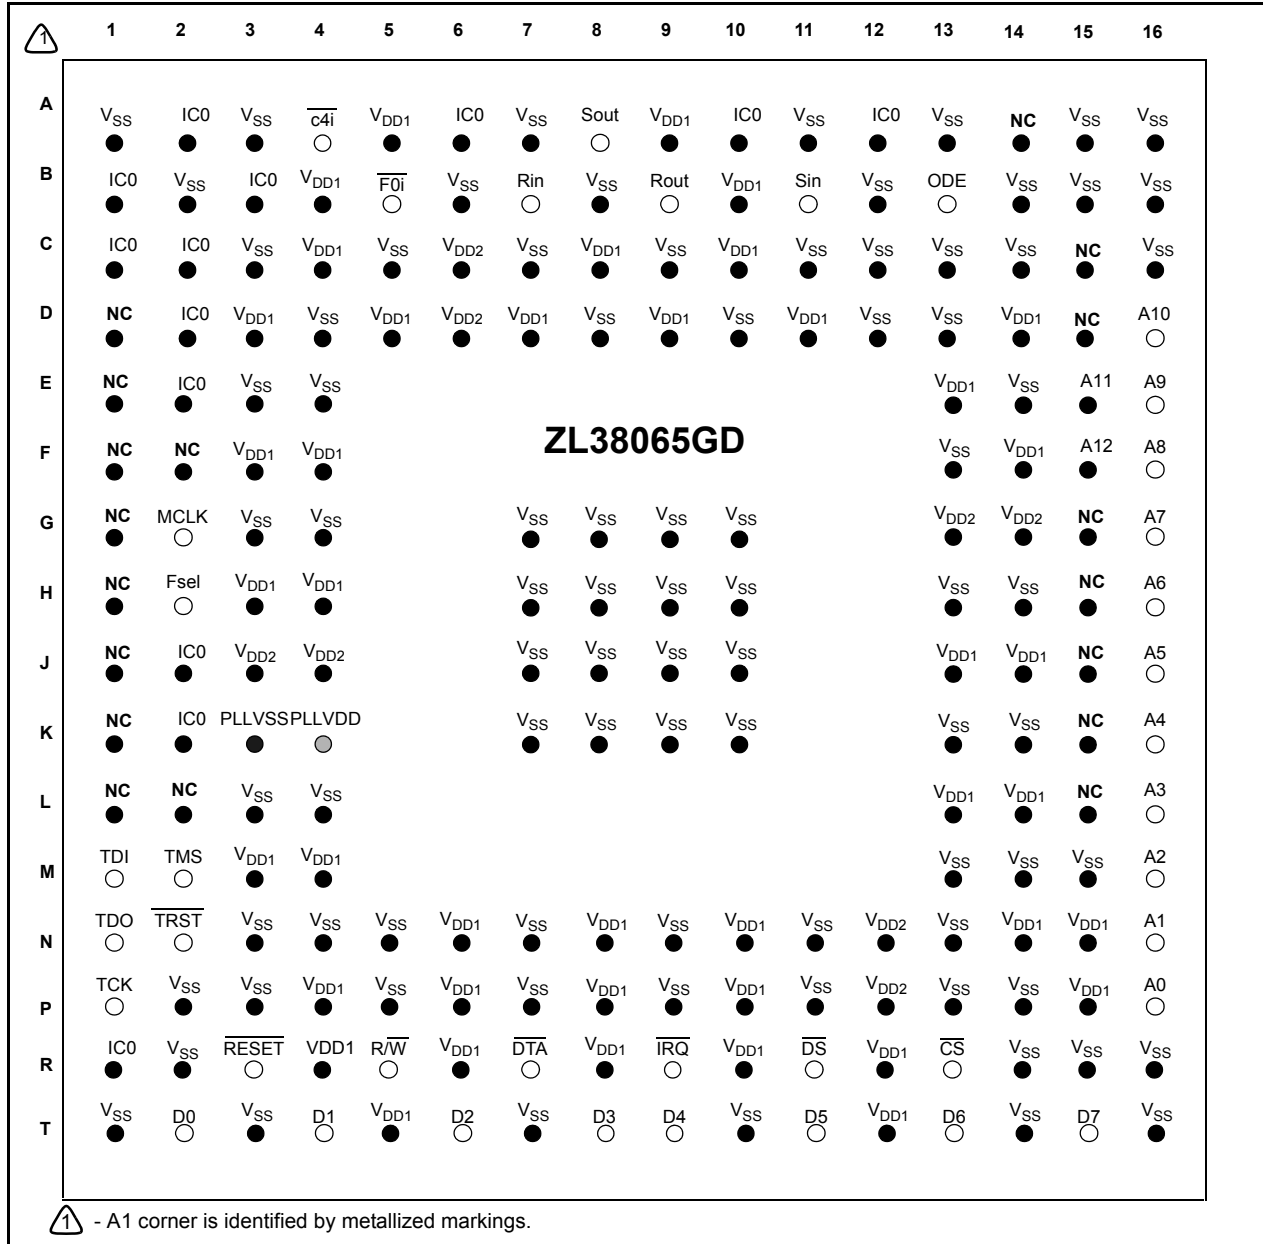 1 1 2 3 4 5 6 7 8 9 10 11 12 13 14 15 16
A VSS IC0 VSS c4i VDD1 IC0 VSS Sout VDD1 IC0 VSS IC0 VSS NC VSS VSS
B IC0 VSS IC0 VDD1 F0i VSS Rin VSS Rout VDD1 Sin VSS ODE VSS VSS VSS
C IC0 IC0 VSS VDD1 VSS VDD2 VSS VDD1 VSS VDD1 VSS VSS VSS VSS NC VSS
D NC IC0 VDD1 VSS VDD1 VDD2 VDD1 VSS VDD1 VSS VDD1 VSS VSS VDD1 NC A10
E NC IC0 VSS VSS VDD1 VSS A11 A9
ZL38065GD
F NC NC VDD1 VDD1 VSS VDD1 A12 A8
G NC MCLK VSS VSS VSS VSS VSS VSS VDD2 VDD2 NC A7
H NC Fsel VDD1 VDD1 VSS VSS VSS VSS VSS VSS NC A6
J NC IC0 VDD2 VDD2 VSS VSS VSS VSS VDD1 VDD1 NC A5
K NC IC0 PLLVSS PLLVDD VSS VSS VSS VSS VSS VSS NC A4
L NC NC VSS VSS VDD1 VDD1 NC A3
M TDI TMS VDD1 VDD1 VSS VSS VSS A2
N TDO TRST VSS VSS VSS VDD1 VSS VDD1 VSS VDD1 VSS VDD2 VSS VDD1 VDD1 A1
P TCK VSS VSS VDD1 VSS VDD1 VSS VDD1 VSS VDD1 VSS VDD2 VSS VSS VDD1 A0
R IC0 VSS RESET VDD1 R/W VDD1 DTA VDD1 IRQ VDD1 DS VDD1 CS VSS VSS VSS
T VSS D0 VSS D1 VDD1 D2 VSS D3 D4 VSS D5 VDD1 D6 VSS D7 VSS
1 - A1 corner is identified by metallized markings.